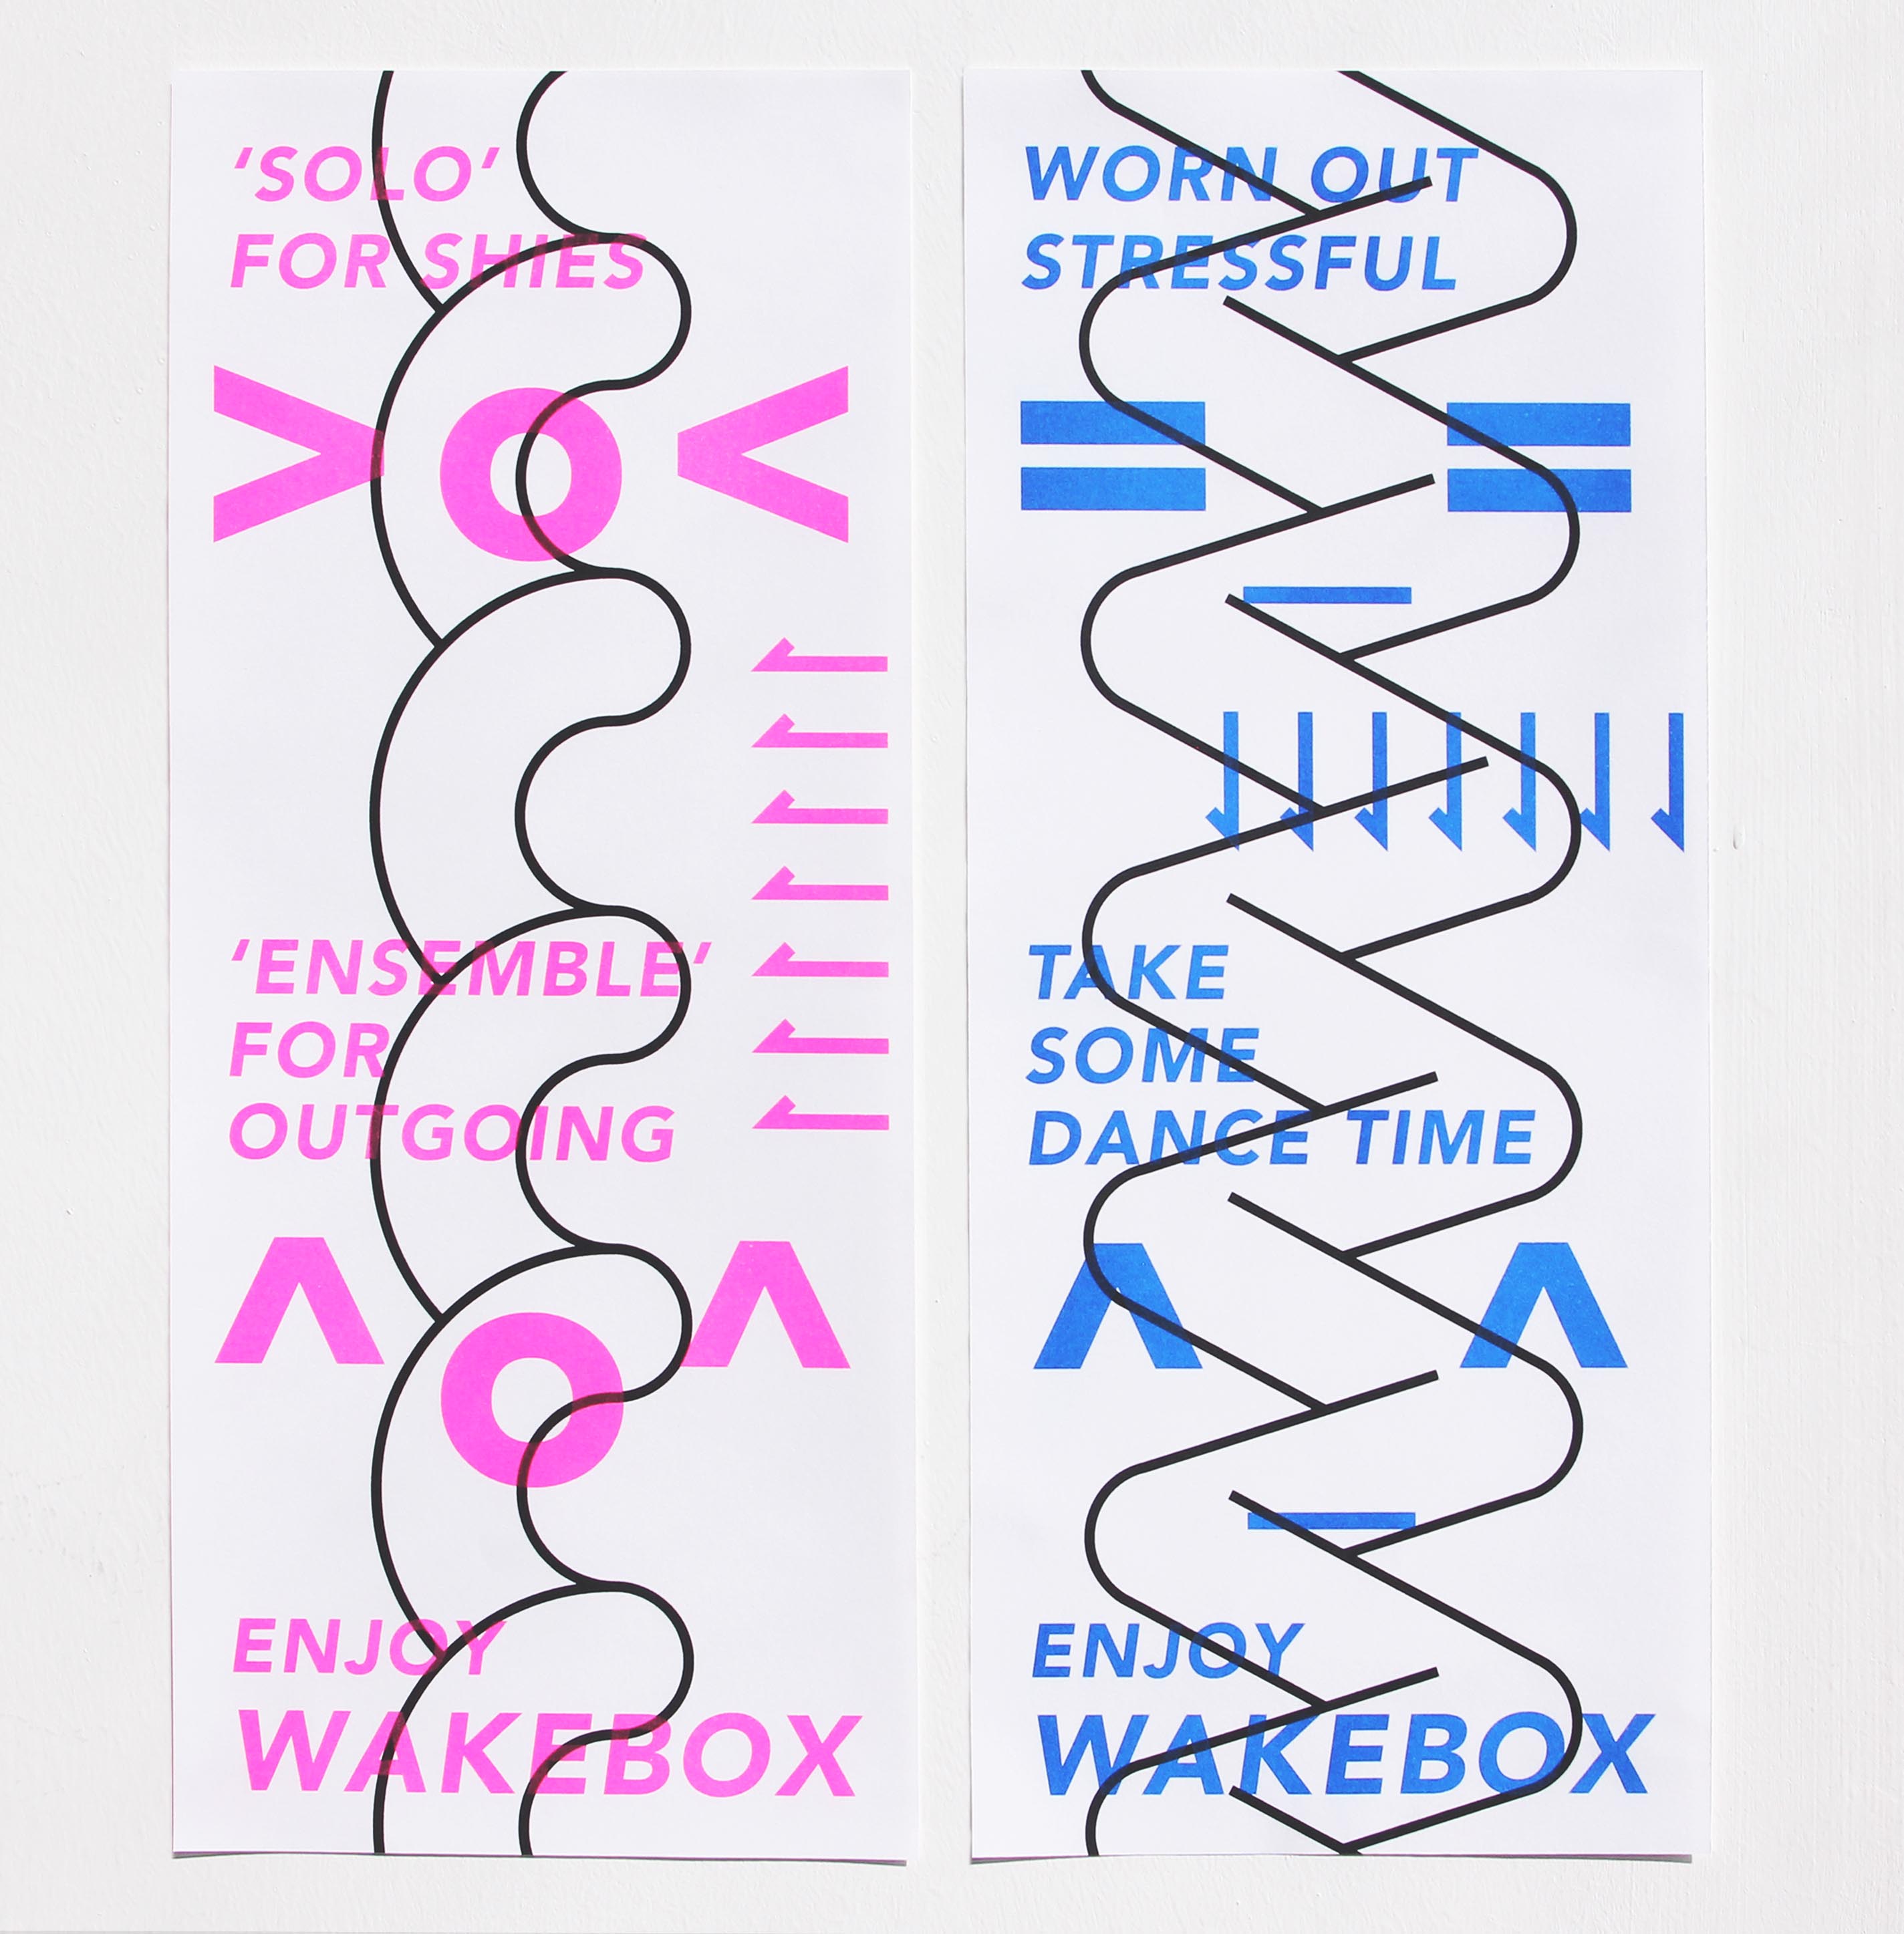 ‘SOLO’
FOR SHIES
‘ENSEMBLE’
FOR
OUTGOING
ENJOY
WAKEBOX
WORN OUT
STRESSFUL
TAKE
SOME
DANCE TIME
ENJOY
WAKEBOX